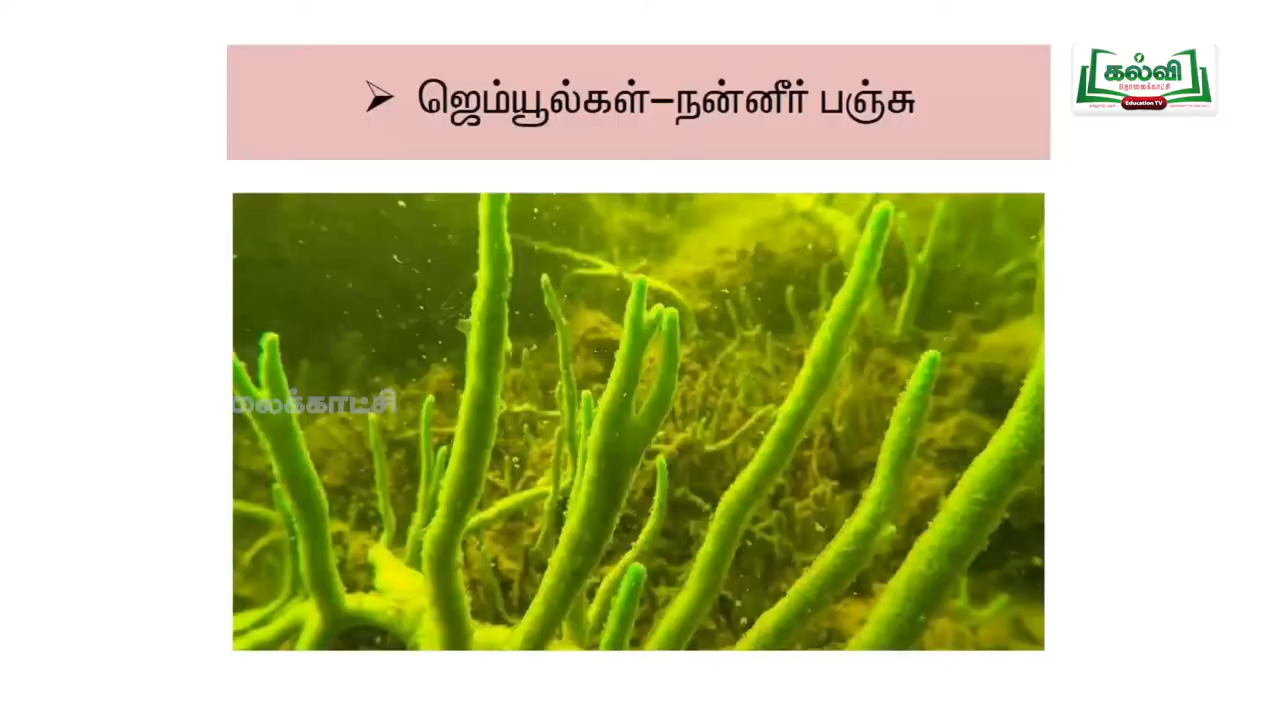 ➢ ஜெம்யூல்கள்–நன்னீர் பஞ்சு
கல்வி
தொலைக்காட்சி
Education TV
லைக்காட்சி